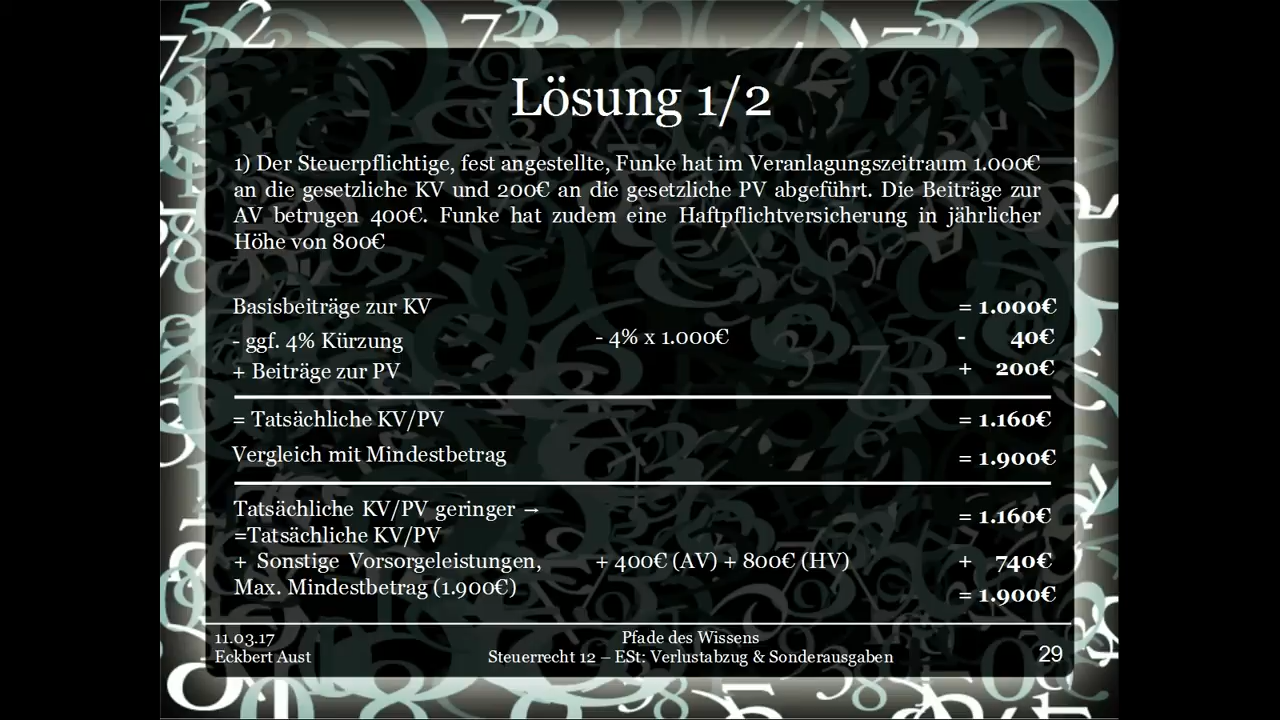 Lösung 1/2
1) Der Steuerpflichtige, fest angestellte, Funke hat im Veranlagungszeitraum 1.000€
an die gesetzliche KV und 200€ an die gesetzliche PV abgeführt. Die Beiträge zur
AV betrugen 400€. Funke hat zudem eine Haftpflichtversicherung in jährlicher
Höhe von 800€
Basisbeiträge zur KV = 1.000€
- ggf. 4% Kürzung - 4% x 1.000€ - 40€
+ Beiträge zur PV + 200€
= Tatsächliche KV/PV = 1.160€
Vergleich mit Mindestbetrag = 1.900€
Tatsächliche KV/PV geringer →
=Tatsächliche KV/PV = 1.160€
+ Sonstige Vorsorgeleistungen, + 400€ (AV) + 800€ (HV) + 740€
Max. Mindestbetrag (1.900€) = 1.900€
11.03.17 Pfade des Wissens
Eckbert Aust Steuerrecht 12 – ESt: Verlustabzug & Sonderausgaben 29